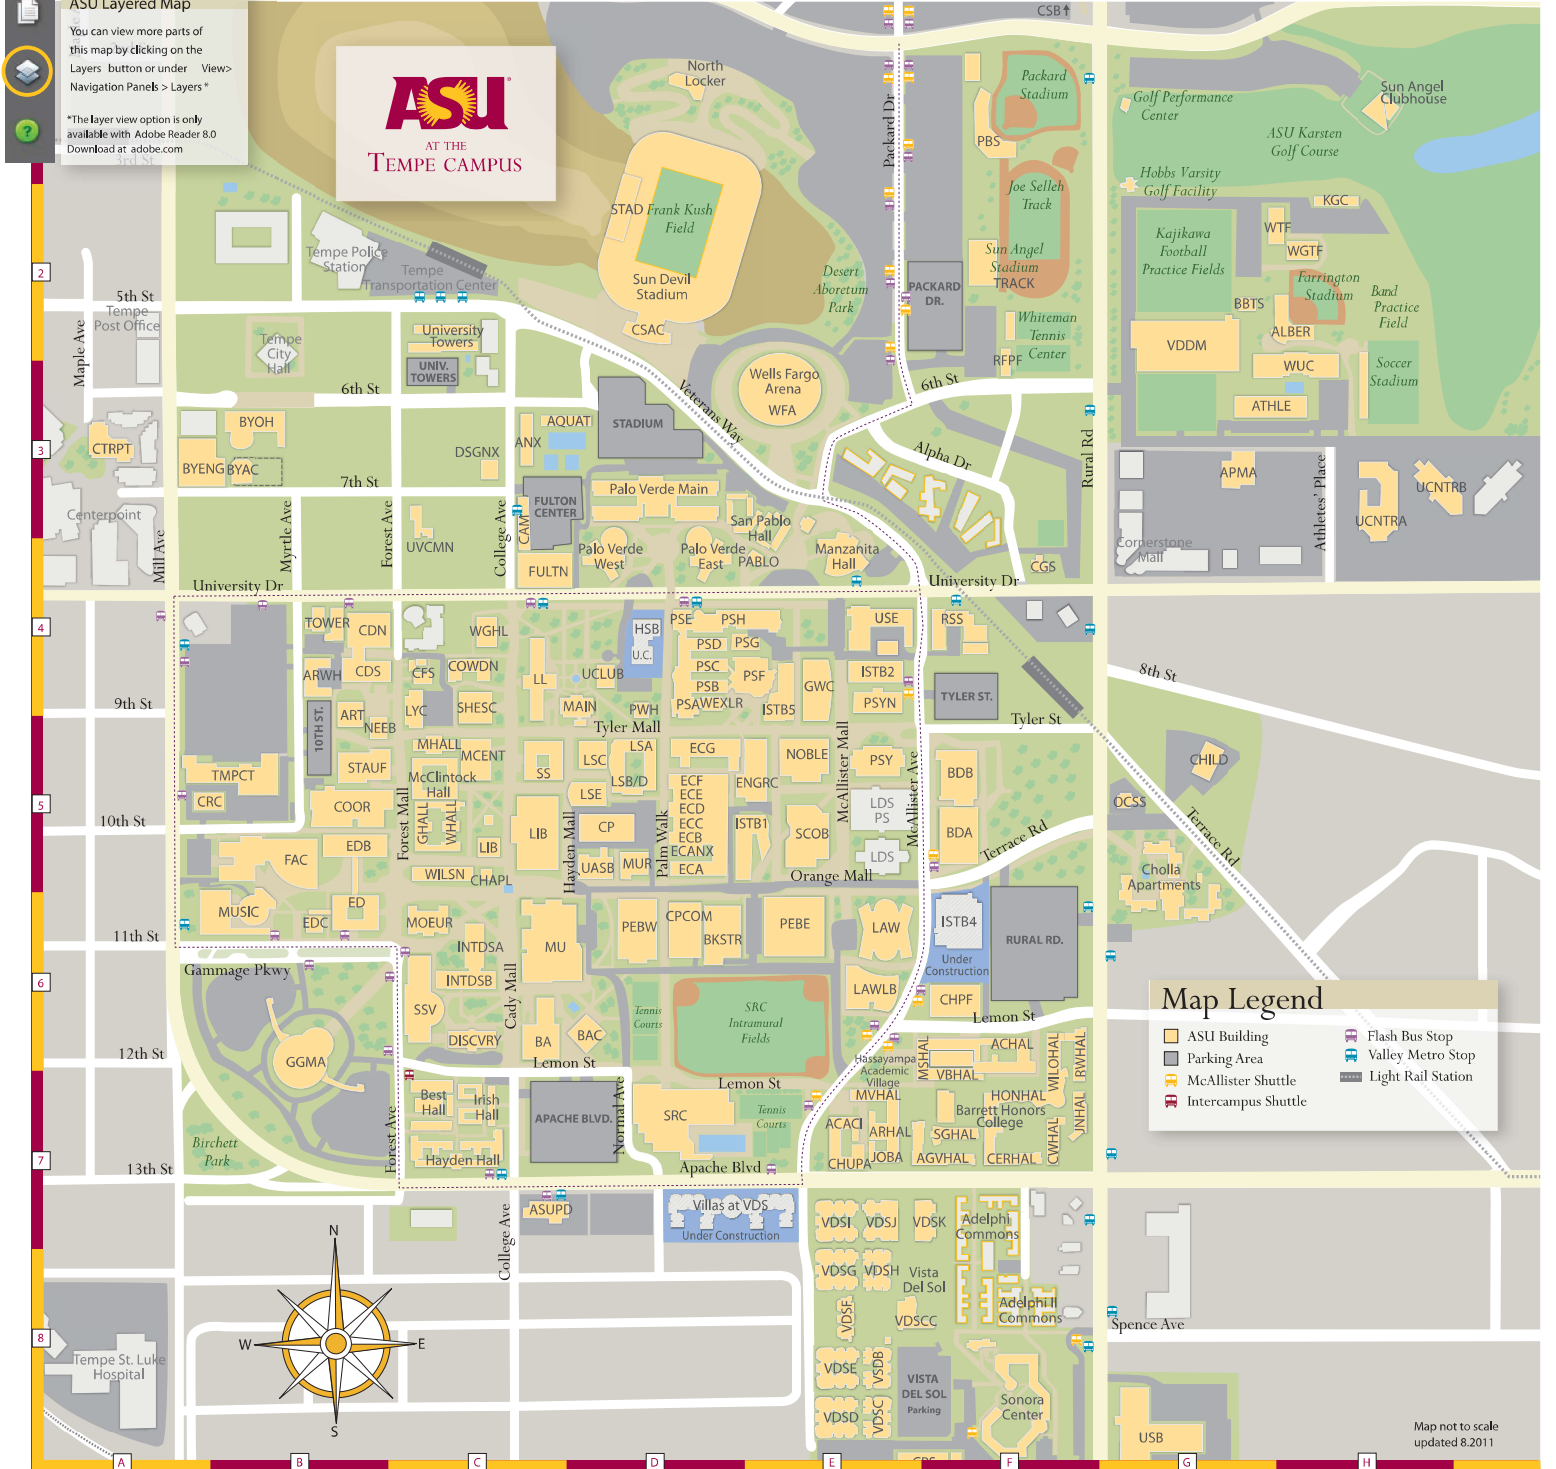 ASU Layered Map
You can view more parts of
this map by clicking on the
Layers button or under View>
Navigation Panels > Layers *
*The layer view option is only
available with Adobe Reader 8.0
Download at adobe.com
?
3rd St
ASU
AT THE
TEMPE CAMPUS
CSB
North
Locker
Packard Dr
Packard
Stadium
PBS
Golf Performance
Center
Sun Angel
Clubhouse
ASU Karsten
Golf Course
Hobbs Varsity
Golf Facility
KGC
Joe Selleh
Track
STAD
Frank Kush
Field
Sun Devil
Stadium
CSAC
Desert
Aboretum
Park
Sun Angel
Stadium
TRACK
PACKARD
DR.
Whiteman
Tennis
Center
RFPF
Kajikawa
Football
Practice Fields
WTF
WGTF
Farrington
Stadium
BBTS
ALBER
Band
Practice
Field
VDDM
WUC
Soccer
Stadium
ATHLE
2
Tempe Police
Station
Tempe
Transportation Center
5th St
Tempe
Post Office
Maple Ave
Tempe
City
Hall
University
Towers
UNIV.
TOWERS
6th St
Veterans Way
Wells Fargo
Arena
WFA
6th St
STADIUM
AQUAT
ANX
BYOH
CTRPT
3
BYENG
BYAC
DSGNX
7th St
Alpha Dr
Rural Rd
APMA
Athletes' Place
UCNTRB
UCNTRA
Centerpoint
Mill Ave
Myrtle Ave
Forest Ave
UVCMN
College Ave
CAM
FULTON
CENTER
FULTN
Palo Verde Main
San Pablo
Hall
Palo Verde
West
Palo Verde
East
PABLO
Manzanita
Hall
CGS
Cornerstone
Mall
University Dr
University Dr
4
TOWER
CDN
WGHL
HSB
U.C.
PSE
PSH
PSD
PSG
USE
RSS
ARWH
CDS
CFS
COWDN
LL
UCLUB
PSC
PSB
PSF
GWC
ISTB2
8th St
9th St
10TH ST.
ART
NEEB
LYC
SHESC
MAIN
PWH
PSA
WEXLR
ISTB5
PSYN
TYLER ST.
Tyler Mall
Tyler St
MHALL
MCENT
STAUF
McClintock
Hall
SS
LSC
LSA
LSB/D
LSE
ECG
ENGRC
NOBLE
McAllister Mall
PSY
McAllister Ave
BDB
CHILD
TMPCT
CRC
5
COOR
GHALL
WHALL
Forest Mall
ECF
ECE
ECD
ECC
ECB
ECANX
ECA
LDS
PS
OCSS
10th St
EDB
LIB
LIB
Hayden Mall
CP
Palm Walk
ISTB1
SCOB
LDS
BDA
Terrace Rd
Terrace Rd
FAC
WILSN
CHAPL
UASB
MUR
Orange Mall
Cholla
Apartments
MUSIC
EDC
ED
MOEUR
INTDSA
MU
PEBW
CPCOM
BKSTR
PEBE
LAW
ISTB4
Under
Construction
RURAL RD.
11th St
Gammage Pkwy
6
INTDSB
Cady Mall
SSV
LAWLB
CHPF
Lemon St
GGMA
DISCVRY
BA
BAC
Tennis
Courts
SRC
Intramural
Fields
12th St
Lemon St
Lemon St
Hassayampa
Academic
Village
MSHAL
ACHAL
VBHAL
WILOHAL
RWHAL
MVHAL
HONHAL
Barrett Honors
College
Best
Hall
Irish
Hall
APACHE BLVD.
Normal Ave
SRC
Tennis
Courts
ACACI
ARHAL
SGHAL
JNHAL
CWHAL
Birchett
Park
Forest Ave
7
Hayden Hall
CHUPA
JOBA
AGVHAL
CERHAL
13th St
Apache Blvd
Map Legend
ASU Building
Parking Area
McAllister Shuttle
Intercampus Shuttle
Flash Bus Stop
Valley Metro Stop
Light Rail Station
ASUPD
College Ave
Villas at VDS
Under Construction
VDSI
VDSJ
VDSK
Adelphi
Commons
VDSG
VDSH
Vista
Del Sol
VDSF
VDSCC
Adelphi II
Commons
Spence Ave
8
N
W
E
S
Tempe St. Luke
Hospital
VDSE
VSDB
VDSD
VDSC
VISTA
DEL SOL
Parking
Sonora
Center
USB
Map not to scale
updated 8.2011
A
B
C
D
E
F
G
H